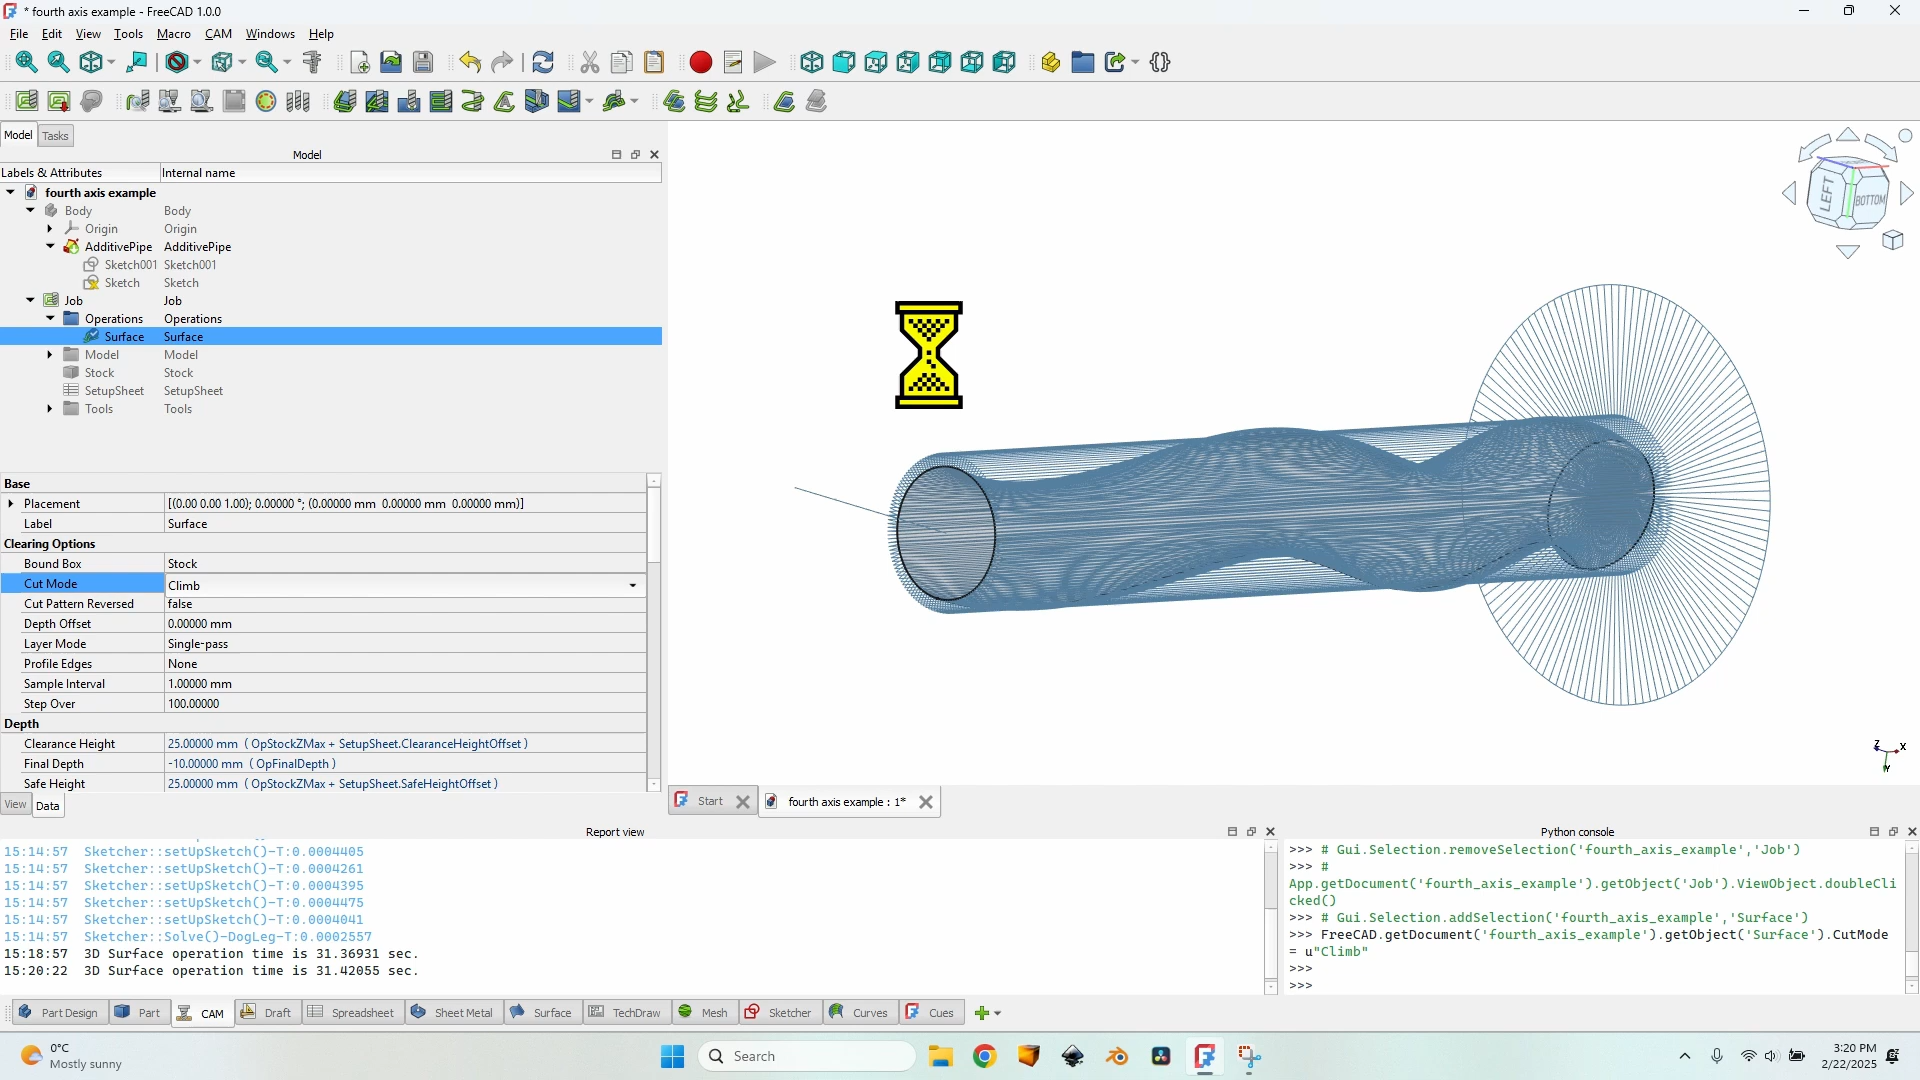 * fourth axis example - FreeCAD 1.0.0
File Edit View Tools Macro CAM Windows Help
Model Tasks
Model
Labels & Attributes Internal name
fourth axis example
Body Body
Origin Origin
AdditivePipe AdditivePipe
Sketch001 Sketch001
Sketch Sketch
Job Job
Operations Operations
Surface Surface
Model Model
Stock Stock
SetupSheet SetupSheet
Tools Tools
Base
Placement [(0.00 0.00 1.00); 0.00000 °; (0.00000 mm 0.00000 mm 0.00000 mm)]
Label Surface
Clearing Options
Bound Box Stock
Cut Mode Climb
Cut Pattern Reversed false
Depth Offset 0.00000 mm
Layer Mode Single-pass
Profile Edges None
Sample Interval 1.00000 mm
Step Over 100.00000
Depth
Clearance Height 25.00000 mm ( OpStockZMax + SetupSheet.ClearanceHeightOffset )
Final Depth -10.00000 mm ( OpFinalDepth )
Safe Height 25.00000 mm ( OpStockZMax + SetupSheet.SafeHeightOffset )
View Data
LEFT BOTTOM
Z X
Y
Start fourth axis example : 1*
Report view
15:14:57 Sketcher::setUpSketch()-T:0.0004405
15:14:57 Sketcher::setUpSketch()-T:0.0004261
15:14:57 Sketcher::setUpSketch()-T:0.0004395
15:14:57 Sketcher::setUpSketch()-T:0.0004475
15:14:57 Sketcher::setUpSketch()-T:0.0004041
15:14:57 Sketcher::Solve()-DogLeg-T:0.0002557
15:18:57 3D Surface operation time is 31.36931 sec.
15:20:22 3D Surface operation time is 31.42055 sec.
Python console
>>> # Gui.Selection.removeSelection('fourth_axis_example','Job')
>>> #
App.getDocument('fourth_axis_example').getObject('Job').ViewObject.doubleCli
cked()
>>> # Gui.Selection.addSelection('fourth_axis_example','Surface')
>>> FreeCAD.getDocument('fourth_axis_example').getObject('Surface').CutMode
= u"Climb"
>>>
>>>
Part Design Part CAM Draft Spreadsheet Sheet Metal Surface TechDraw Mesh Sketcher Curves Cues
0°C
Mostly sunny
Search
3:20 PM
2/22/2025